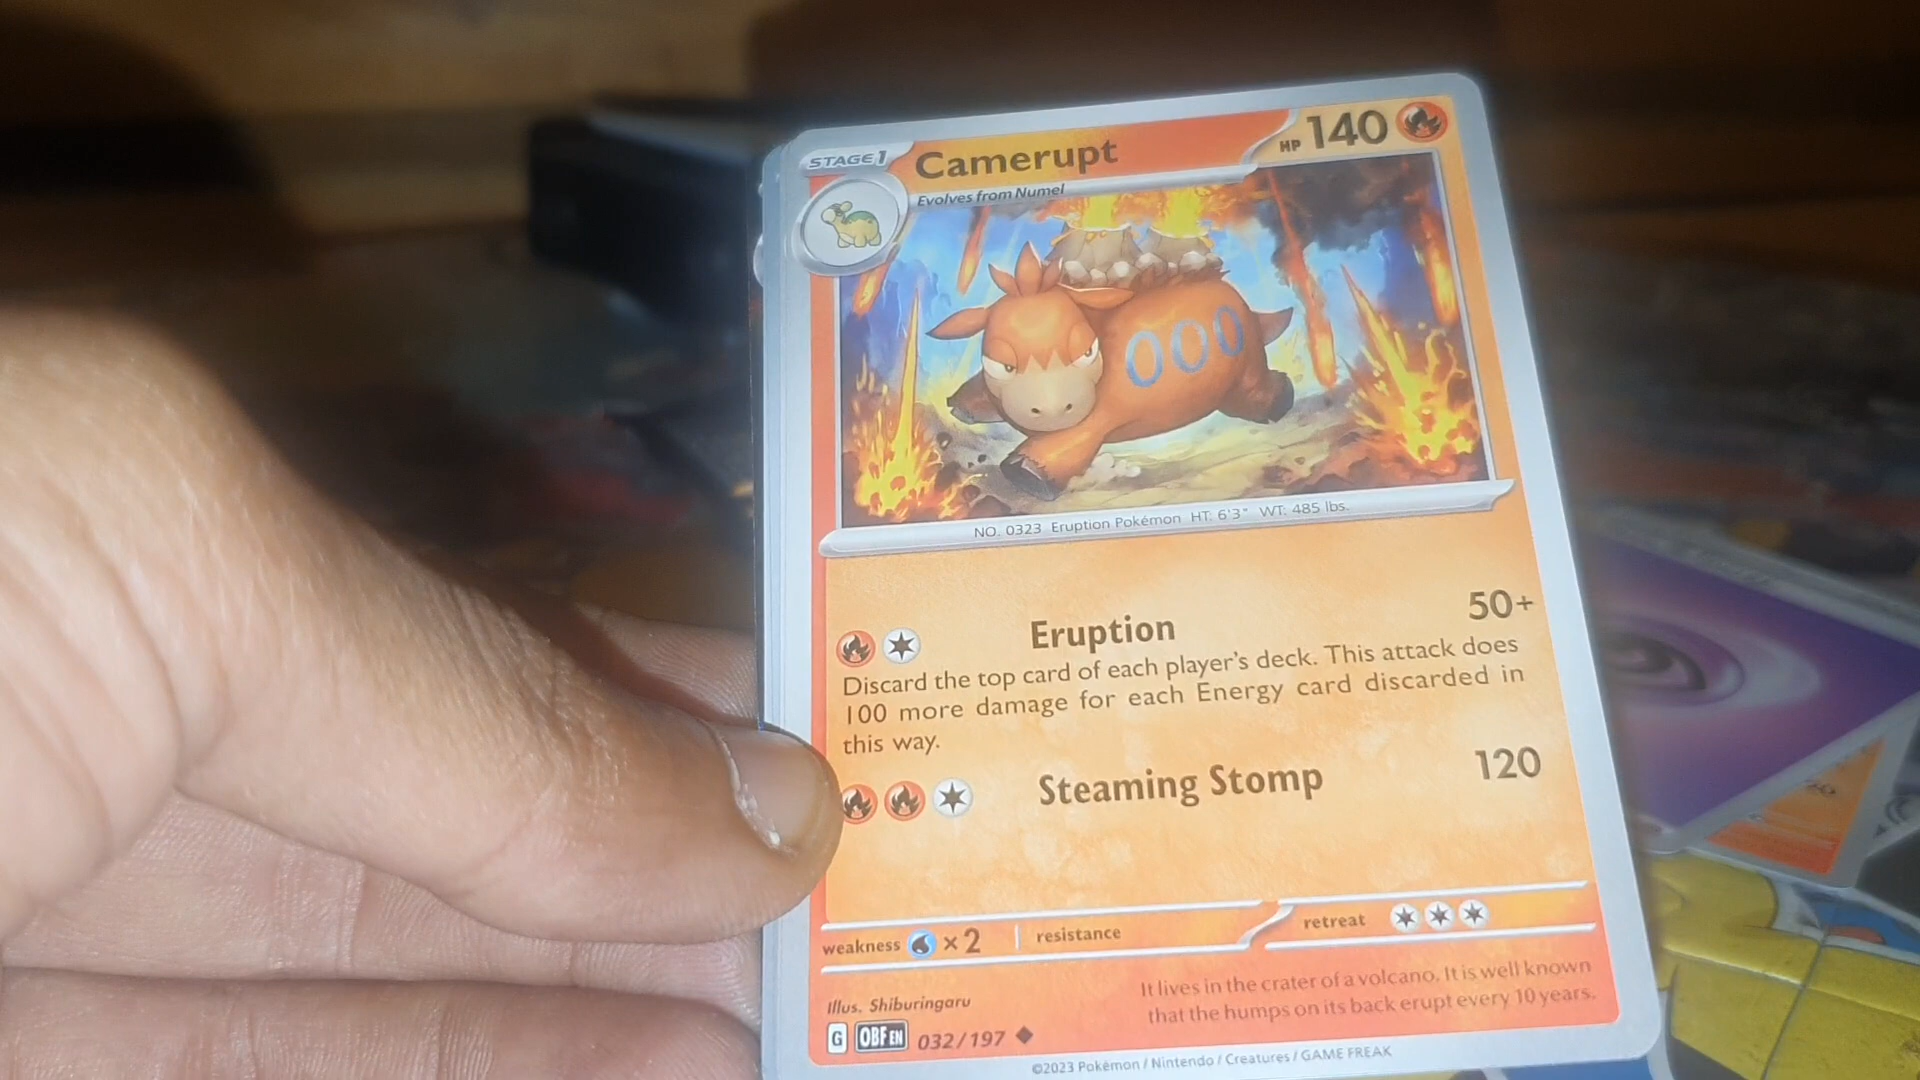 STAGE 1 Camerupt HP 140
Evolves from Numel
NO. 0323 Eruption Pokémon HT: 6'3" WT: 485 lbs.
Eruption 50+
Discard the top card of each player's deck. This attack does
100 more damage for each Energy card discarded in
this way.
Steaming Stomp 120
weakness ×2 resistance retreat
It lives in the crater of a volcano. It is well known
that the humps on its back erupt every 10 years.
Illus. Shiburingaru
G OBF EN 032/197
©2023 Pokémon / Nintendo / Creatures / GAME FREAK